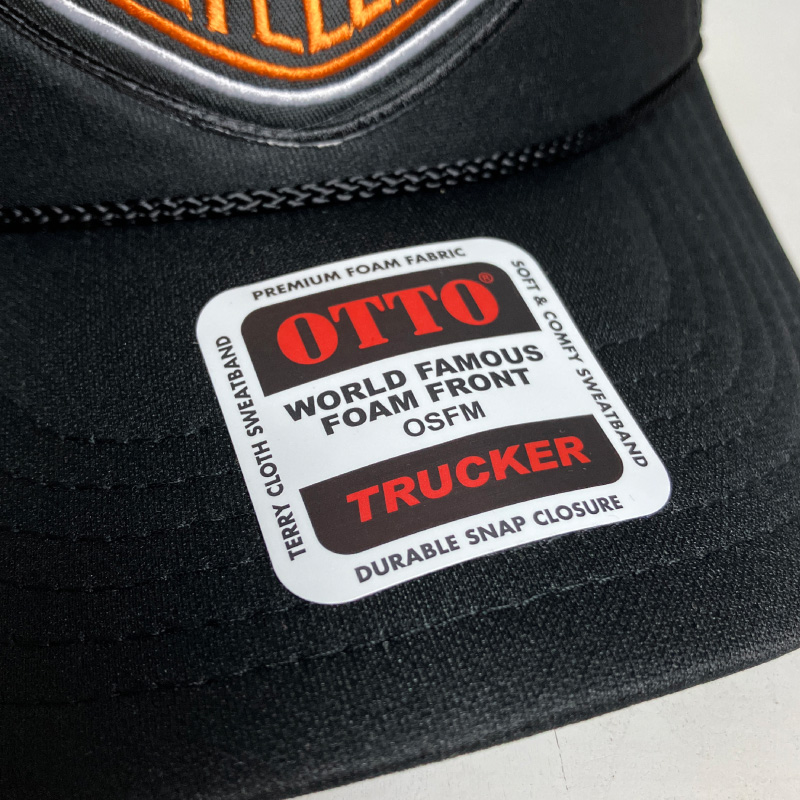 PREMIUM FOAM FABRIC
OTTO®
WORLD FAMOUS
FOAM FRONT
OSFM
TRUCKER
DURABLE SNAP CLOSURE
TERRY CLOTH SWEATBAND
SOFT & COMFY SWEATBAND